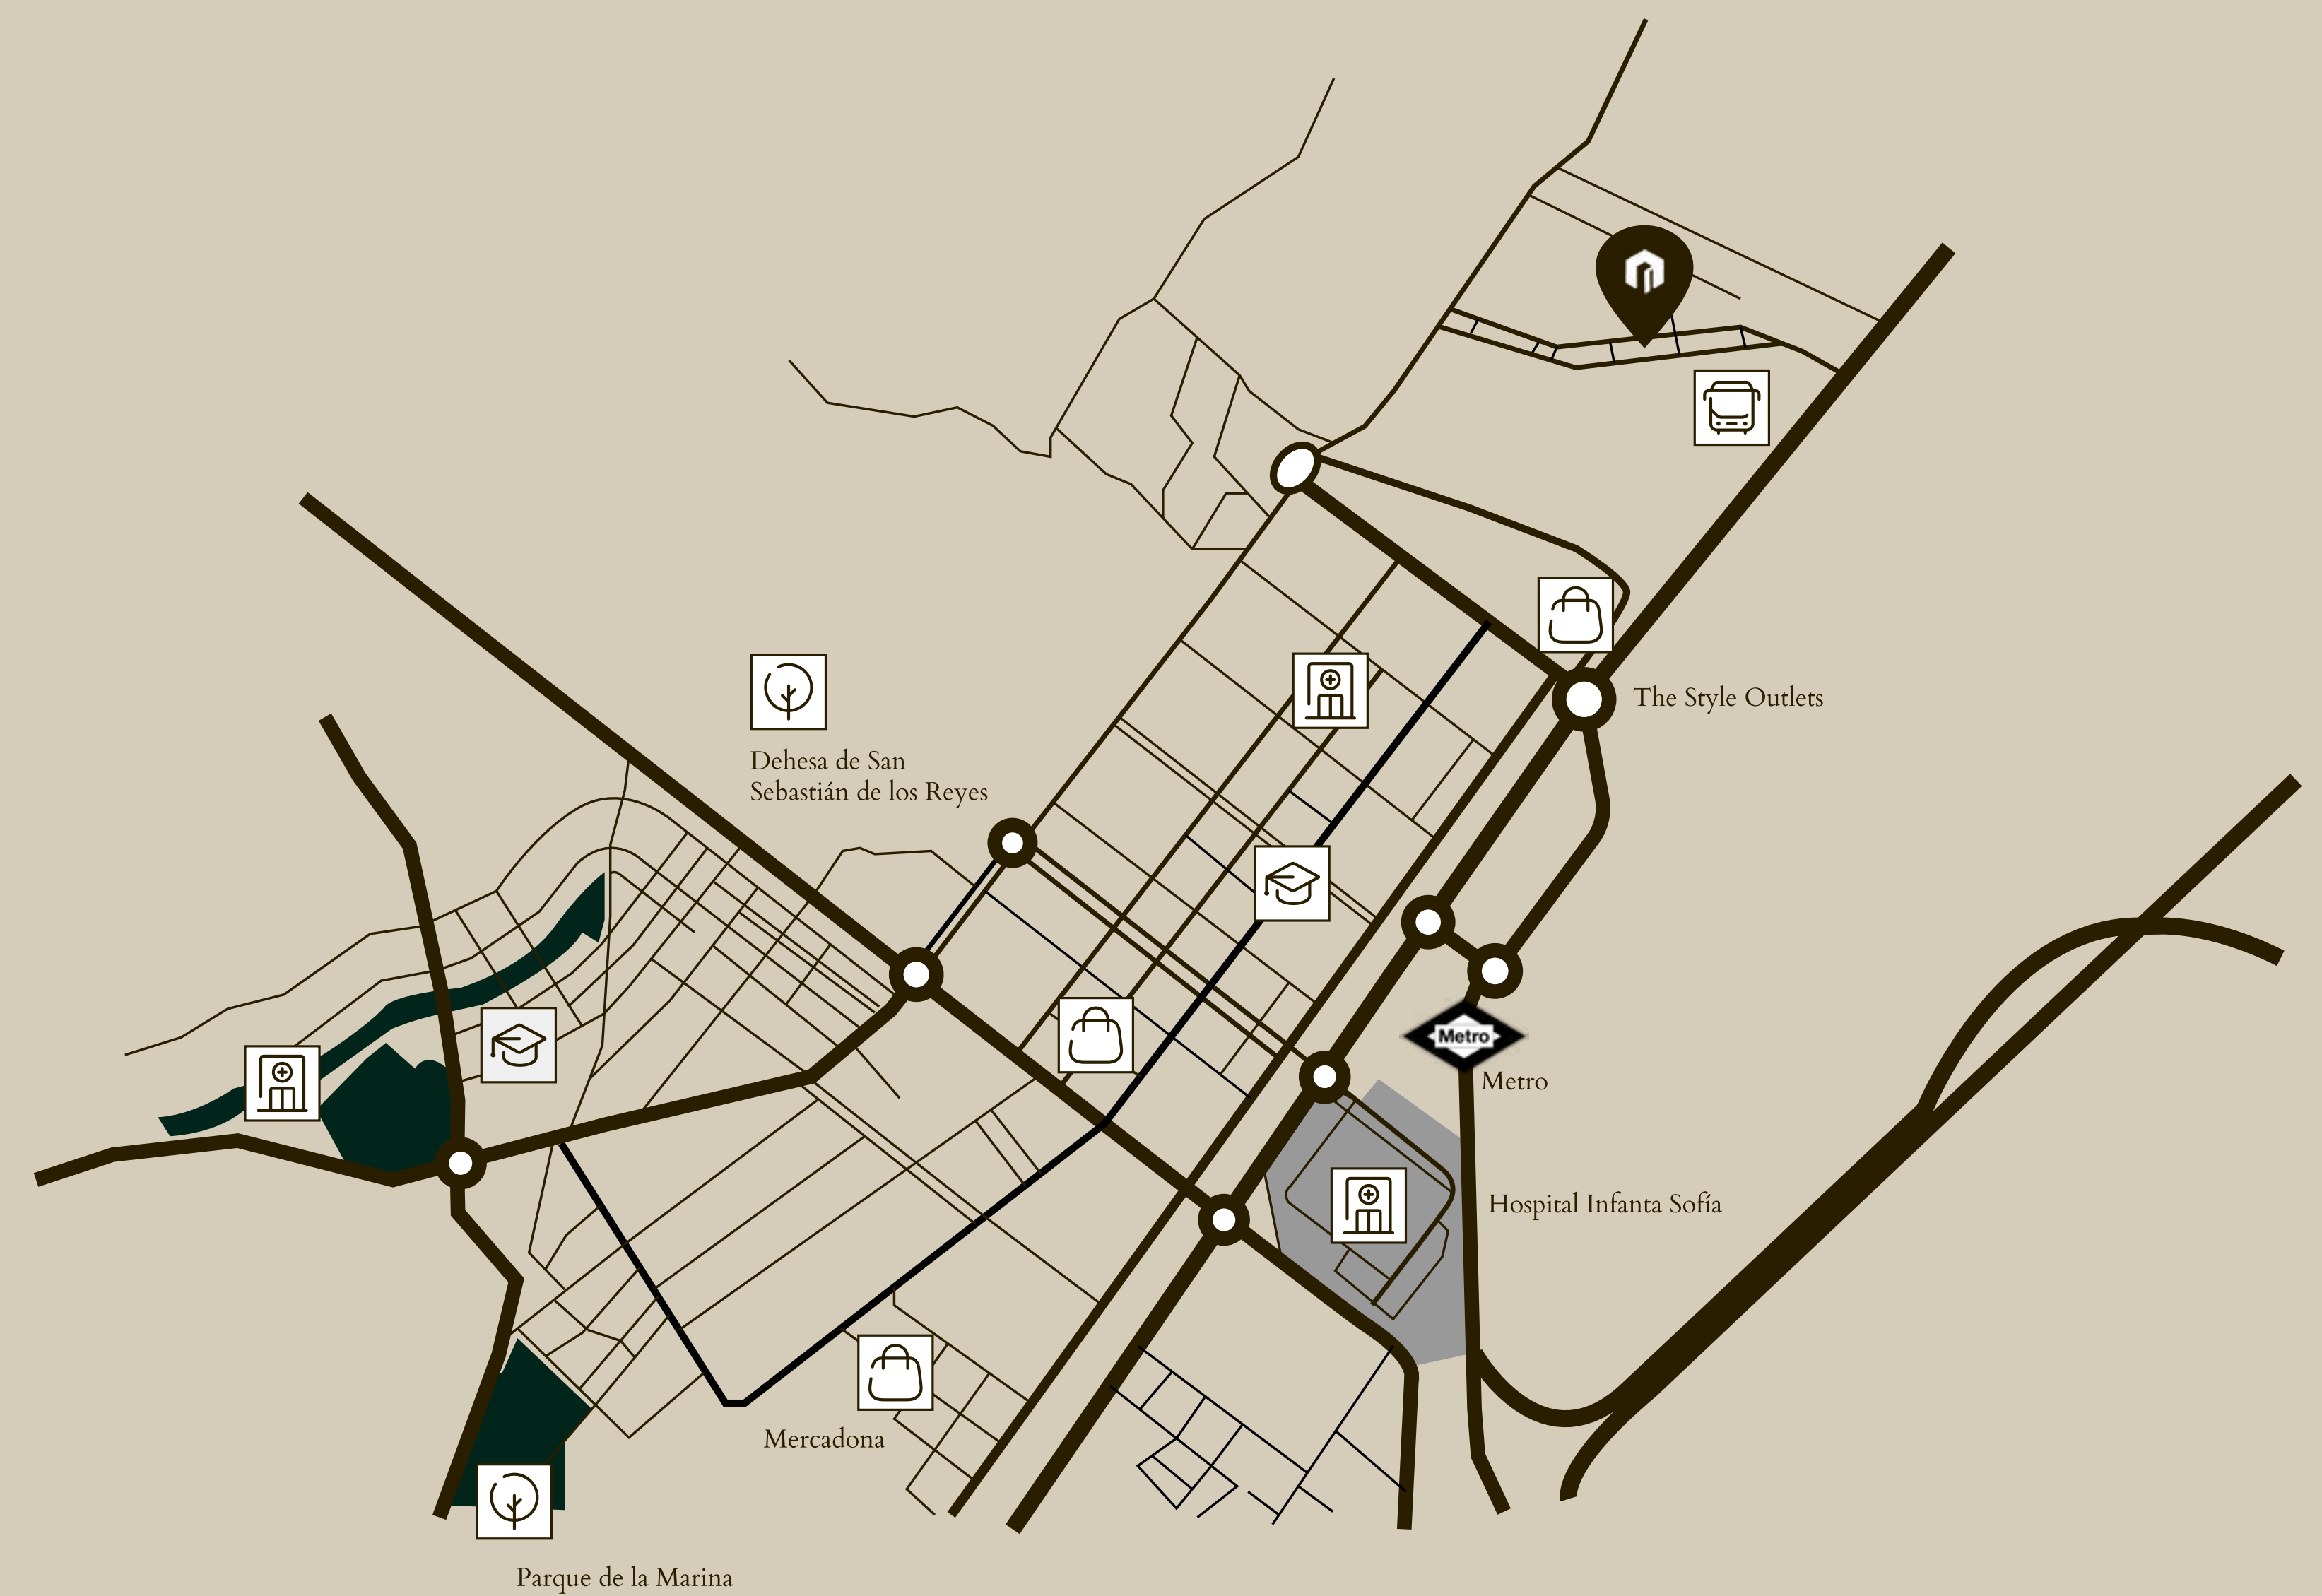 The Style Outlets
Dehesa de San
Sebastián de los Reyes
Metro
Metro
Hospital Infanta Sofía
Mercadona
Parque de la Marina